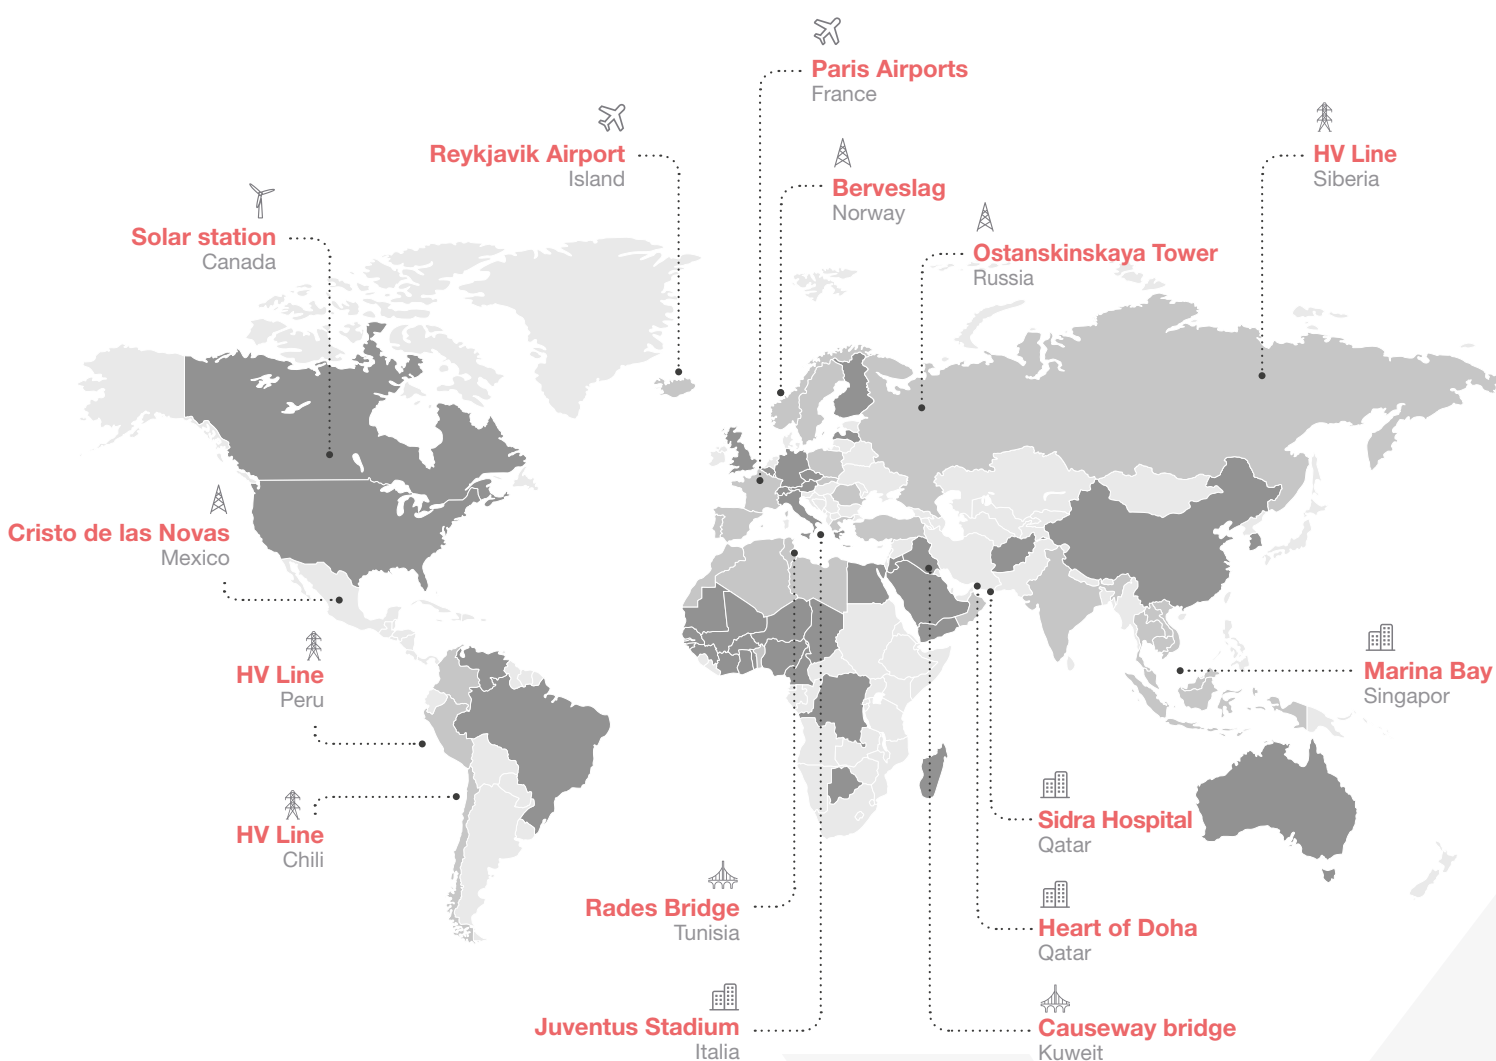 Paris Airports
France
Reykjavik Airport
Island
HV Line
Siberia
Berveslag
Norway
Solar station
Canada
Ostanskinskaya Tower
Russia
Cristo de las Novas
Mexico
HV Line
Peru
Marina Bay
Singapor
HV Line
Chili
Sidra Hospital
Qatar
Rades Bridge
Tunisia
Heart of Doha
Qatar
Juventus Stadium
Italia
Causeway bridge
Kuweit